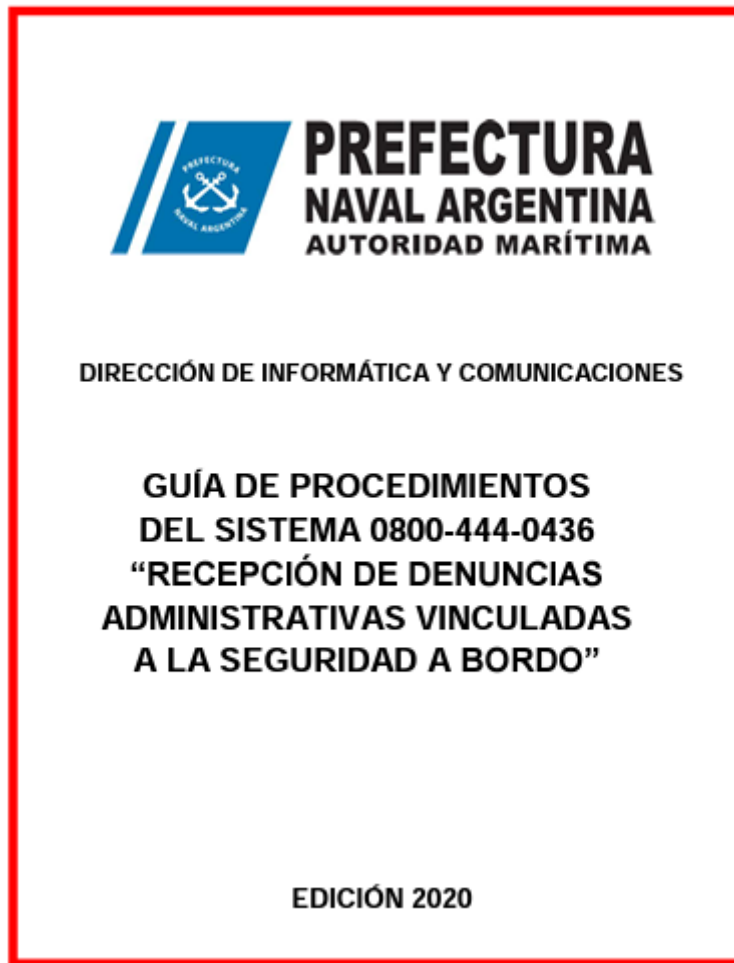 PREFECTURA
NAVAL ARGENTINA
PREFECTURA
NAVAL ARGENTINA
AUTORIDAD MARÍTIMA
DIRECCIÓN DE INFORMÁTICA Y COMUNICACIONES
GUÍA DE PROCEDIMIENTOS
DEL SISTEMA 0800-444-0436
“RECEPCIÓN DE DENUNCIAS
ADMINISTRATIVAS VINCULADAS
A LA SEGURIDAD A BORDO”
EDICIÓN 2020